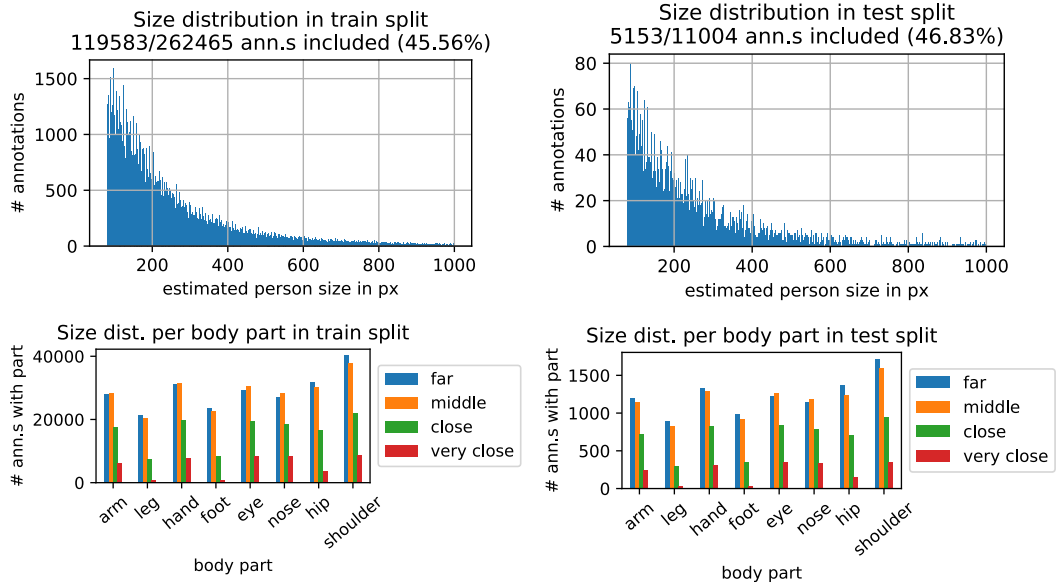 Size distribution in train split
119583/262465 ann.s included (45.56%)
1500
1000
500
0
# annotations
200
400
600
800
1000
estimated person size in px
Size distribution in test split
5153/11004 ann.s included (46.83%)
80
60
40
20
0
# annotations
200
400
600
800
1000
estimated person size in px
Size dist. per body part in train split
40000
20000
0
# ann.s with part
far
middle
close
very close
arm
leg
hand
foot
eye
nose
hip
shoulder
body part
Size dist. per body part in test split
1500
1000
500
0
# ann.s with part
far
middle
close
very close
arm
leg
hand
foot
eye
nose
hip
shoulder
body part